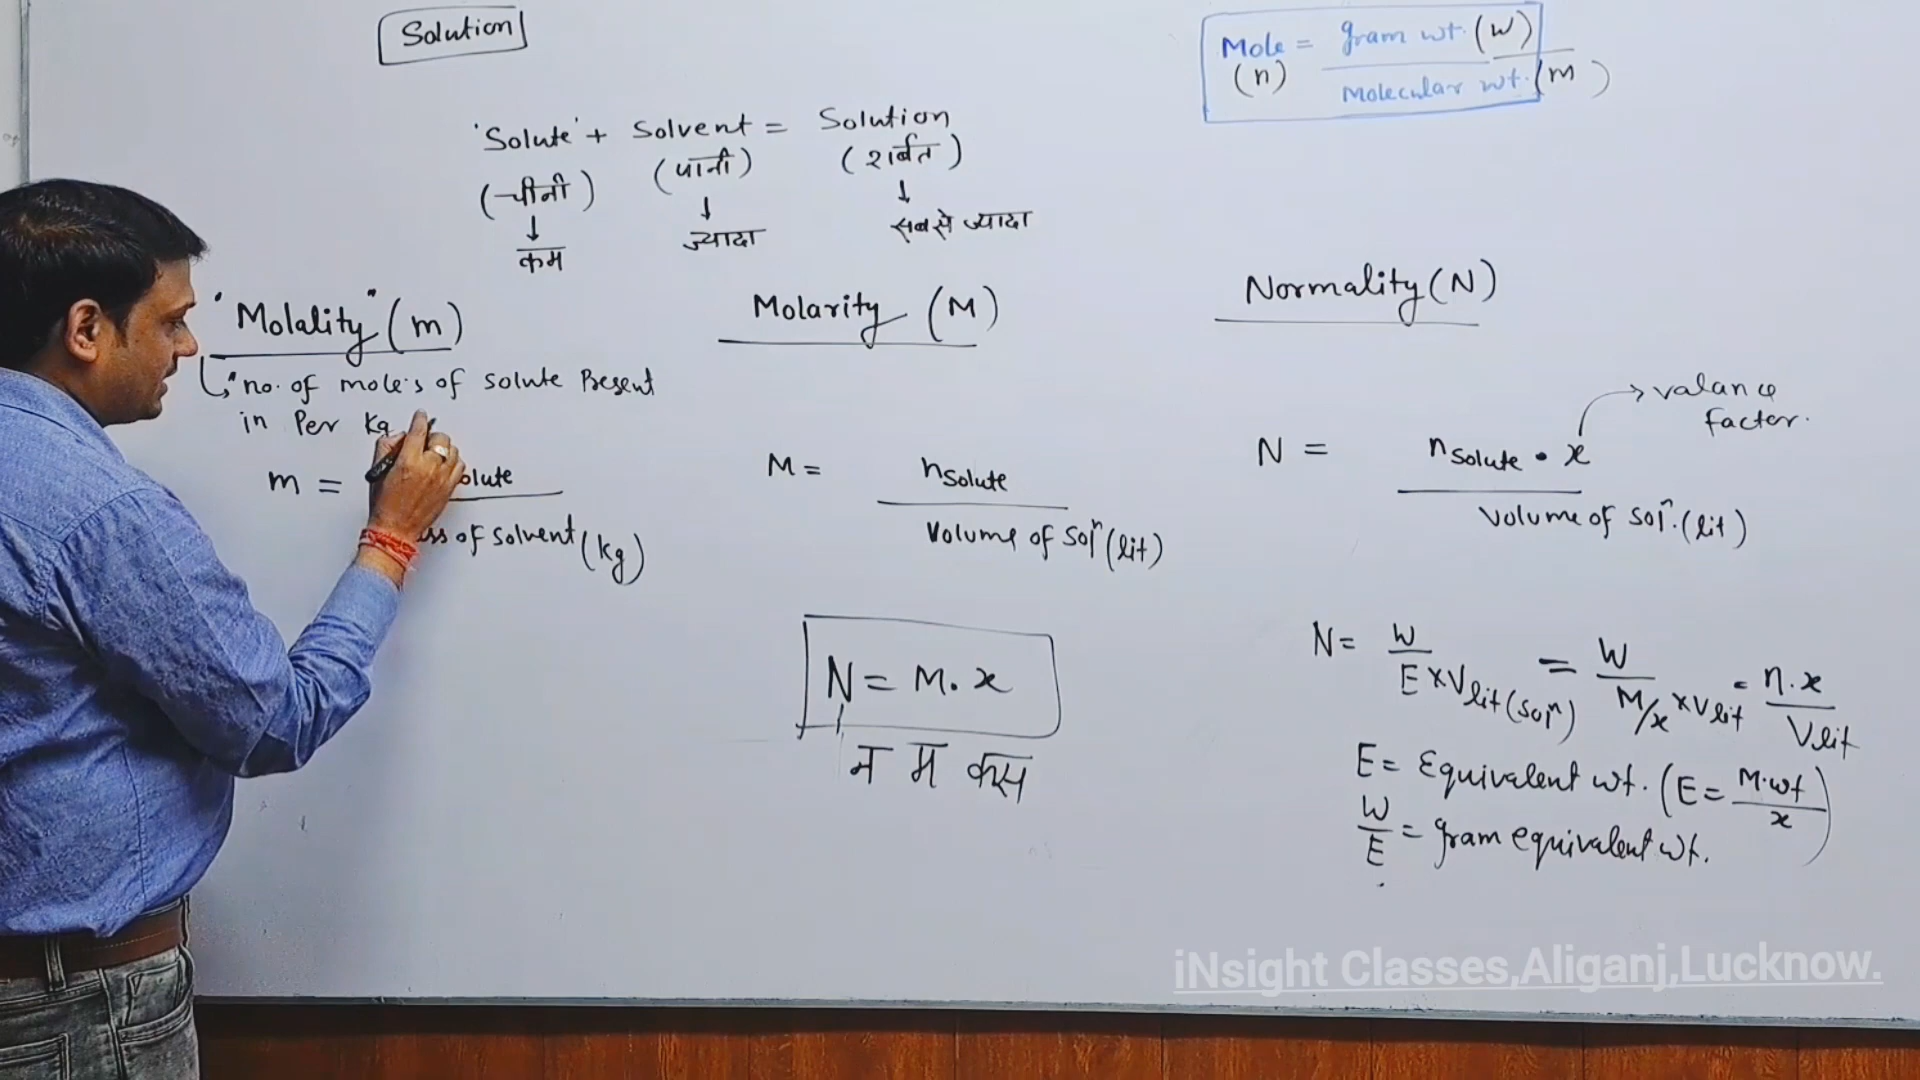 Solution
Mole = gram wt. (W)
(n) Molecular wt. (m)
'Solute' + Solvent = Solution
(चीनी) (पानी) (शर्बत)
↓ ↓ ↓
कम ज्यादा सबसे ज्यादा
"Molality" (m)
"no. of mole's of solute Present
in Per Kg
m = olute
ss of solvent (kg)
Molarity (M)
M = nsolute
Volume of solⁿ (lit)
N = M. x
न म कस
Normality (N)
→ valance
factor.
N = nsolute • x
Volume of solⁿ. (lit)
N = W / E x Vlit (solⁿ) = W / M/x x Vlit = n.x / Vlit
E = Equivalent wt. (E = M.wt / x)
W / E = gram equivalent wt.
iNsight Classes,Aliganj,Lucknow.